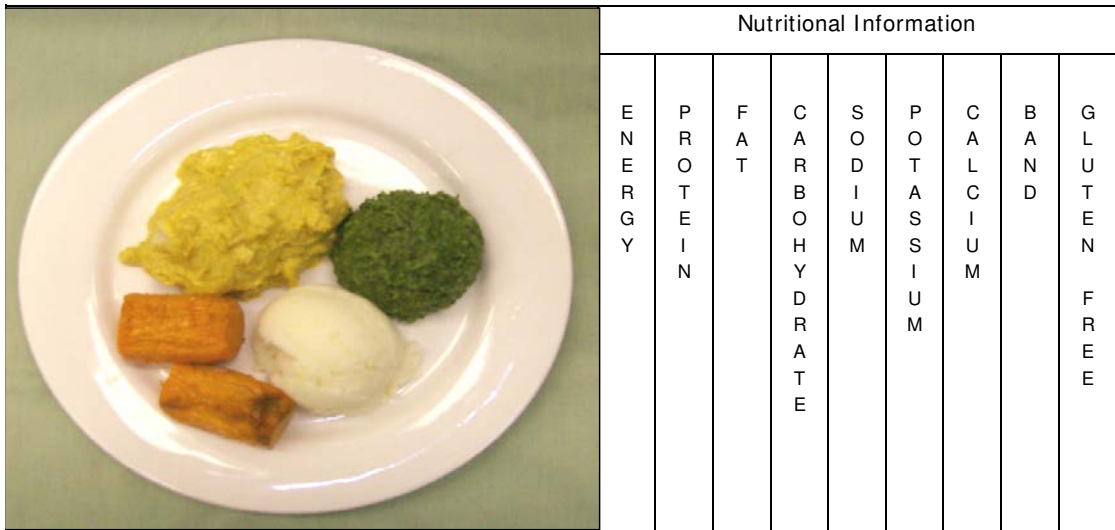 Nutritional Information
ENERGY
PROTEIN
FAT
CARBOHYDRATE
SODIUM
POTASSIUM
CALCIUM
BAND
GLUTEN FREE